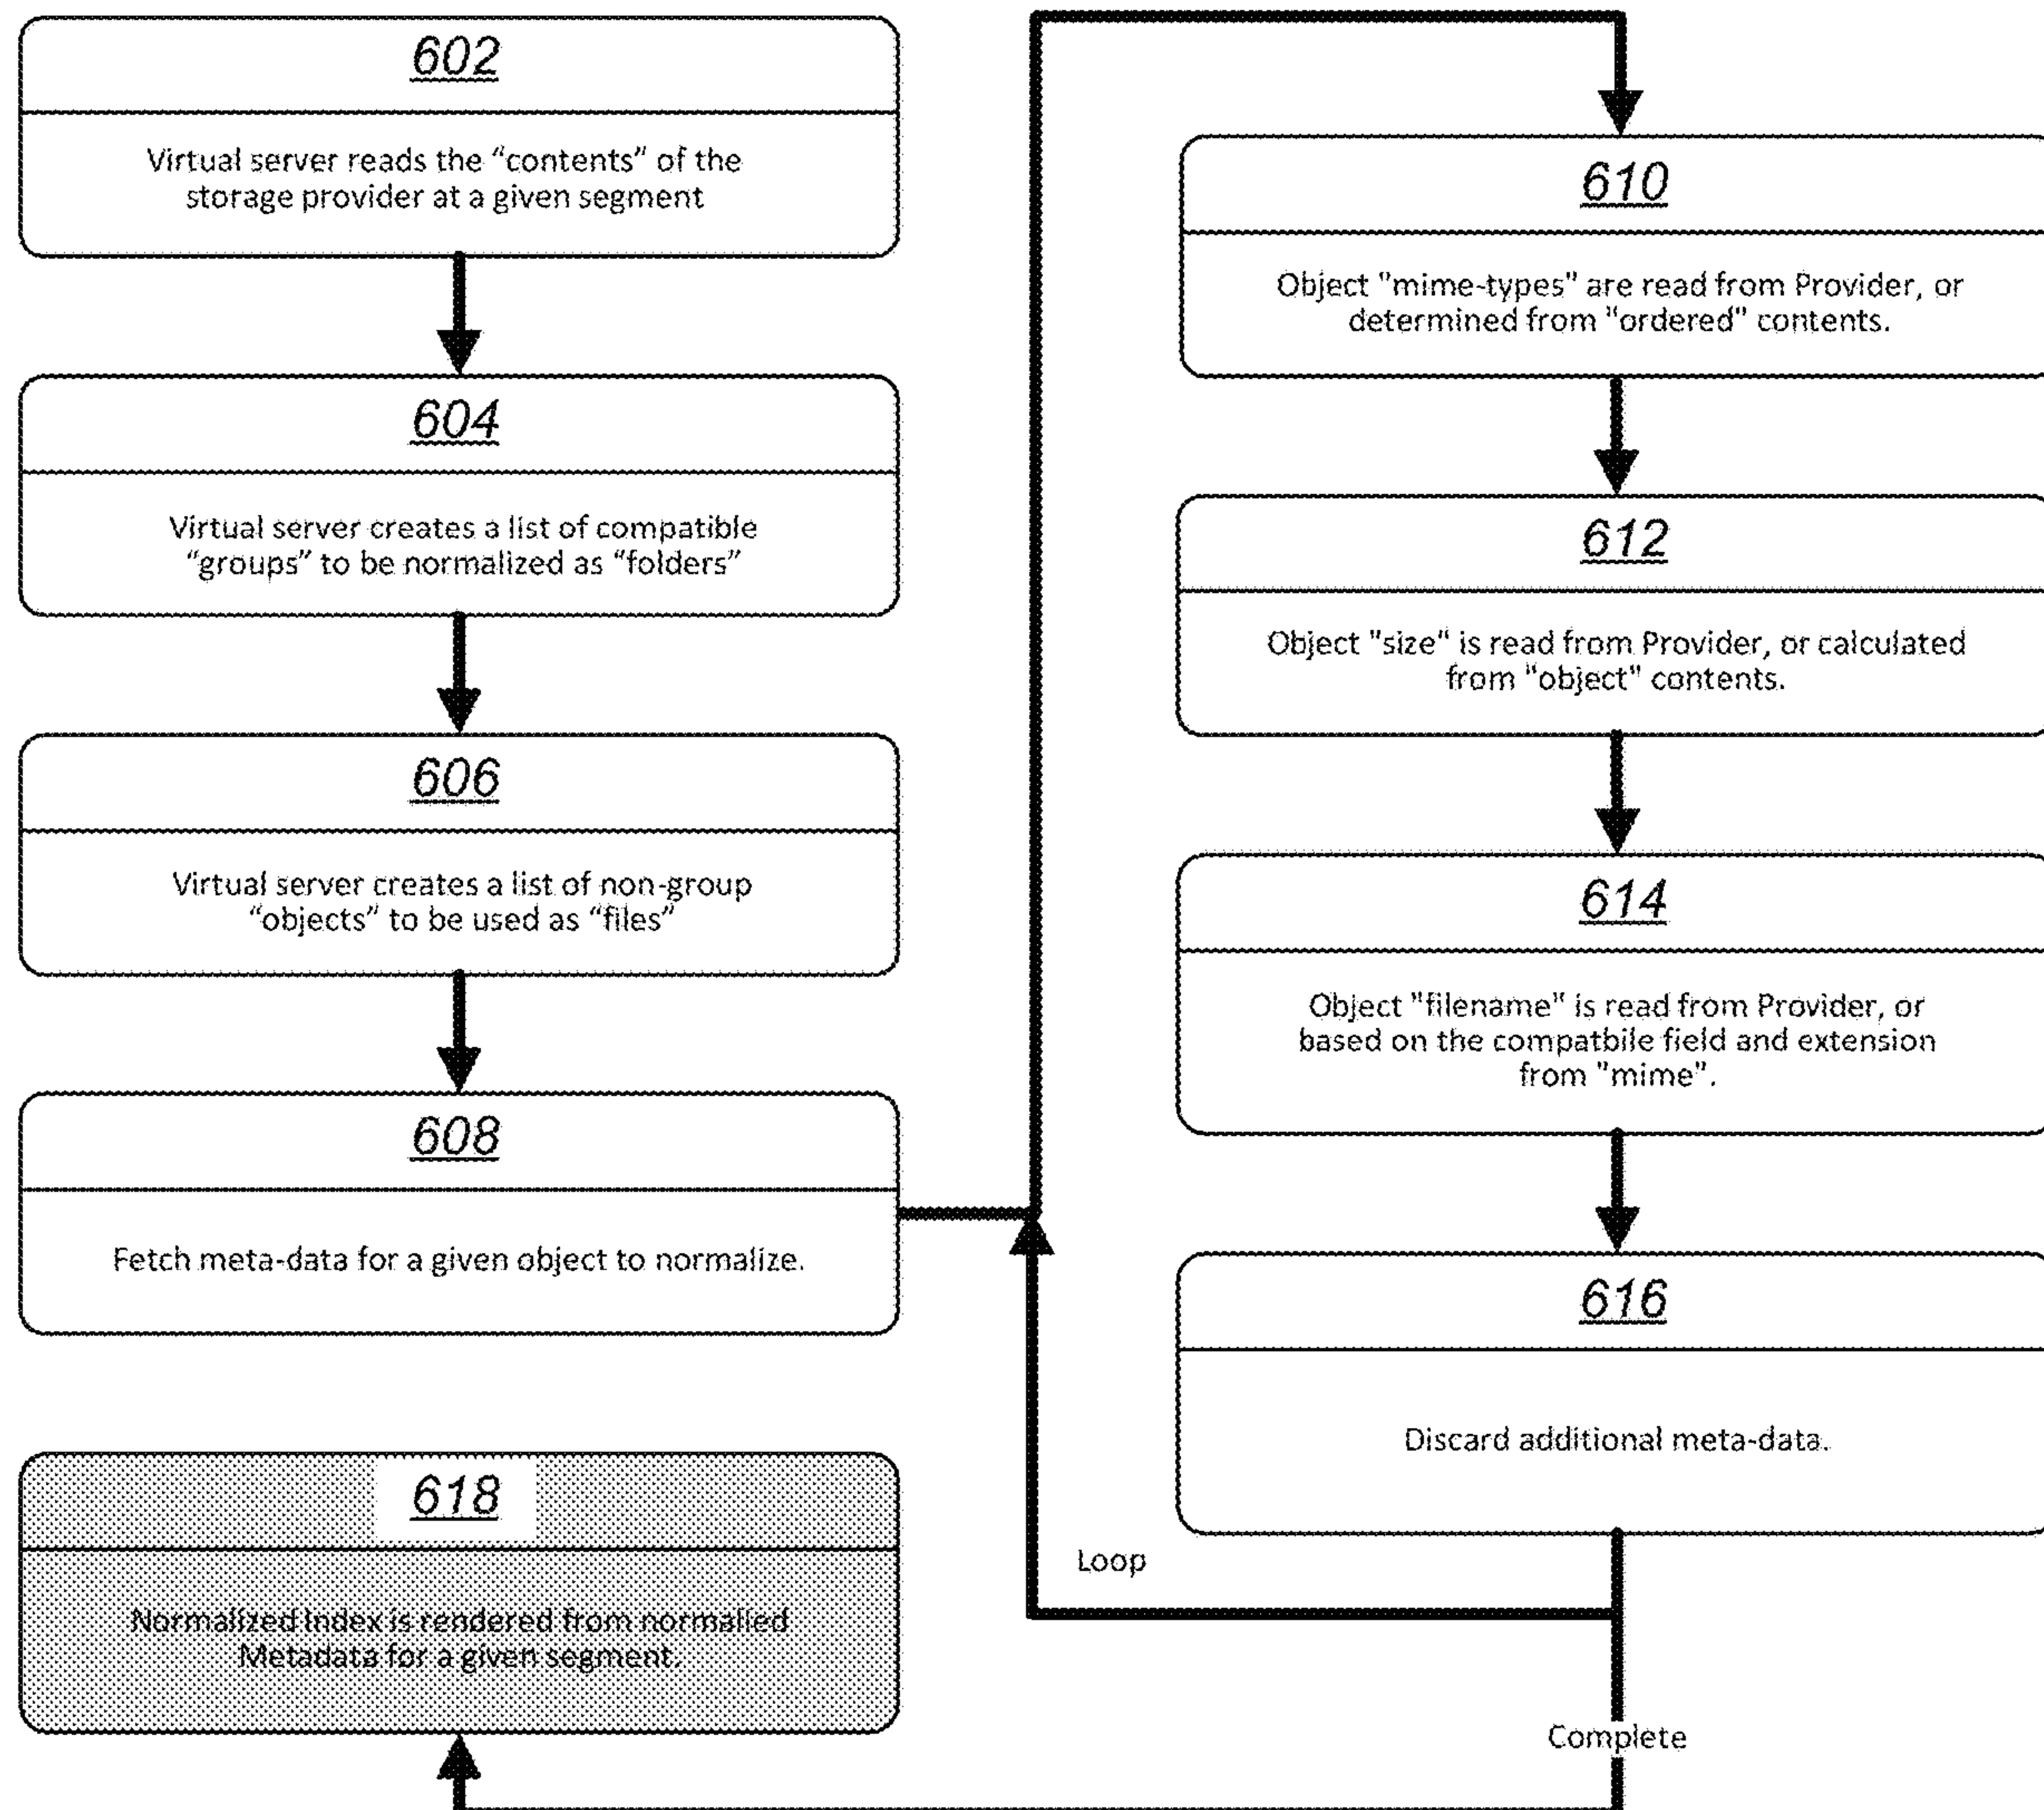 602
Virtual server reads the “contents” of the
storage provider at a given segment
604
Virtual server creates a list of compatible
“groups” to be normalized as “folders”
606
Virtual server creates a list of non-group
“objects” to be used as “files”
608
Fetch meta-data for a given object to normalize.
610
Object "mime-types" are read from Provider, or
determined from "ordered" contents.
612
Object "size" is read from Provider, or calculated
from "object" contents.
614
Object "filename" is read from Provider, or
based on the compatbile field and extension
from "mime".
616
Discard additional meta-data.
Loop
Complete
618
Normalized Index is rendered from normalied
Metadata for a given segment.